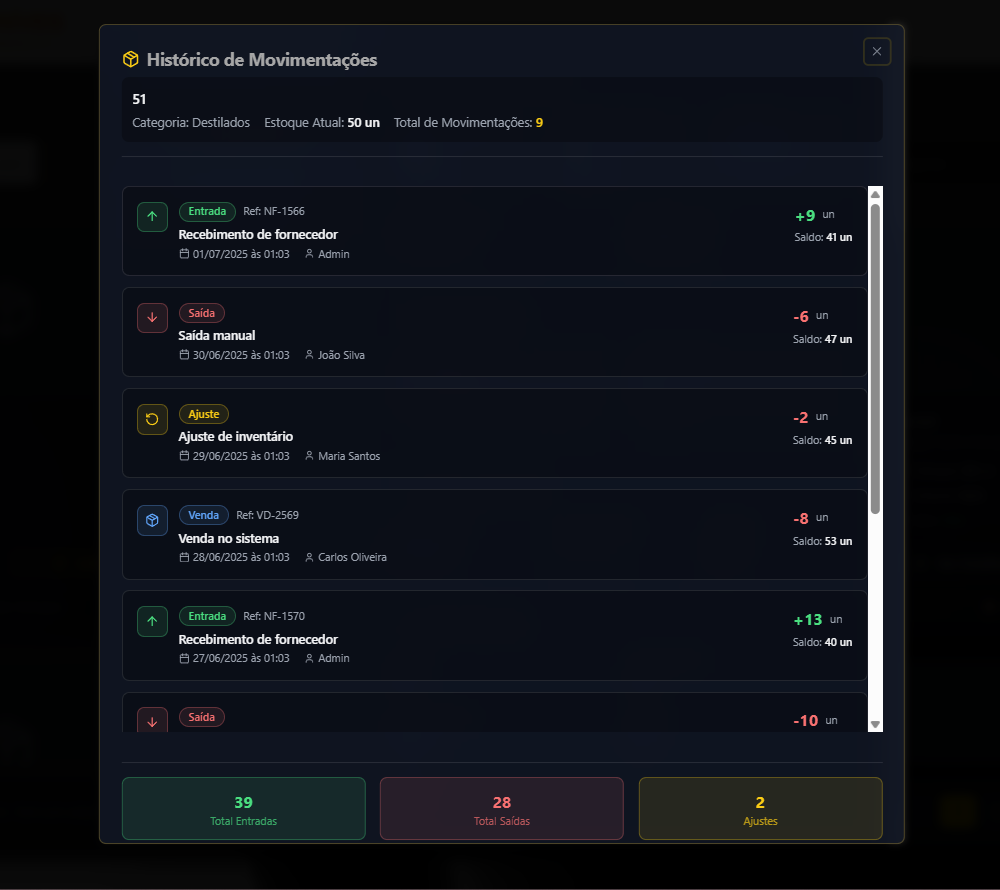 Histórico de Movimentações
51
Categoria: Destilados Estoque Atual: 50 un Total de Movimentações: 9
Entrada Ref: NF-1566
+9 un
Recebimento de fornecedor
Saldo: 41 un
01/07/2025 às 01:03 Admin
Saída
-6 un
Saída manual
Saldo: 47 un
30/06/2025 às 01:03 João Silva
Ajuste
-2 un
Ajuste de inventário
Saldo: 45 un
29/06/2025 às 01:03 Maria Santos
Venda Ref: VD-2569
-8 un
Venda no sistema
Saldo: 53 un
28/06/2025 às 01:03 Carlos Oliveira
Entrada Ref: NF-1570
+13 un
Recebimento de fornecedor
Saldo: 40 un
27/06/2025 às 01:03 Admin
Saída
-10 un
39
Total Entradas
28
Total Saídas
2
Ajustes